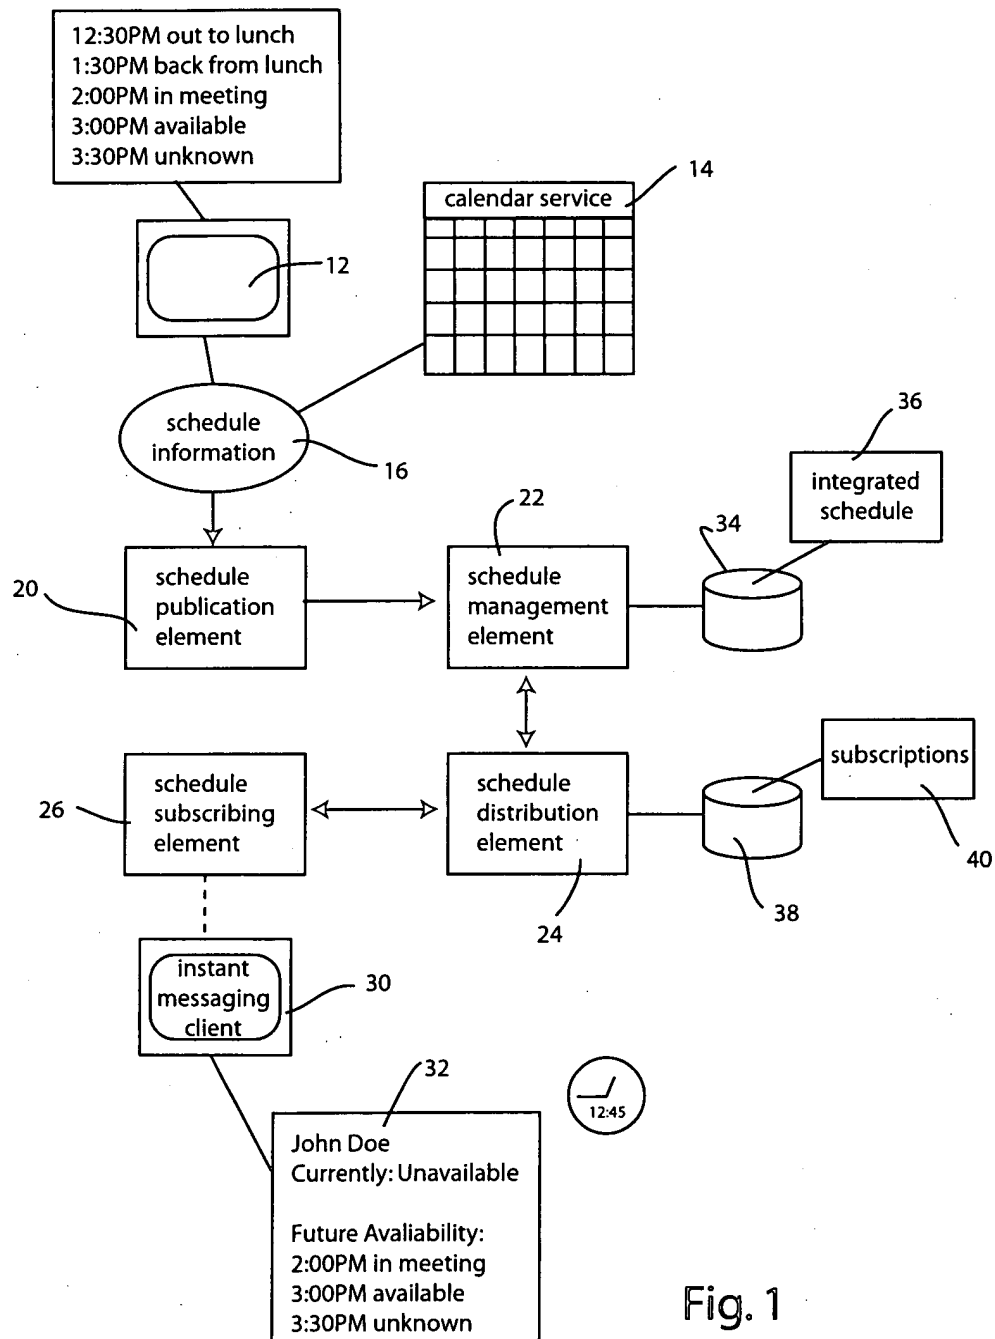 12:30PM out to lunch
1:30PM back from lunch
2:00PM in meeting
3:00PM available
3:30PM unknown
14
calendar service
12
schedule
information
16
36
integrated
schedule
22
34
20
schedule
publication
element
schedule
management
element
26
schedule
subscribing
element
schedule
distribution
element
subscriptions
40
38
24
instant
messaging
client
30
32
12:45
John Doe
Currently: Unavailable
Future Avaliability:
2:00PM in meeting
3:00PM available
3:30PM unknown
Fig. 1